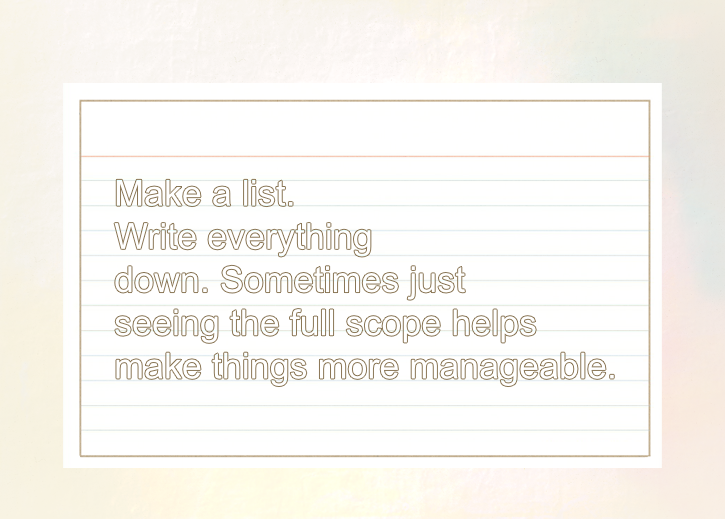 Make a list.
Write everything
down. Sometimes just
seeing the full scope helps
make things more manageable.